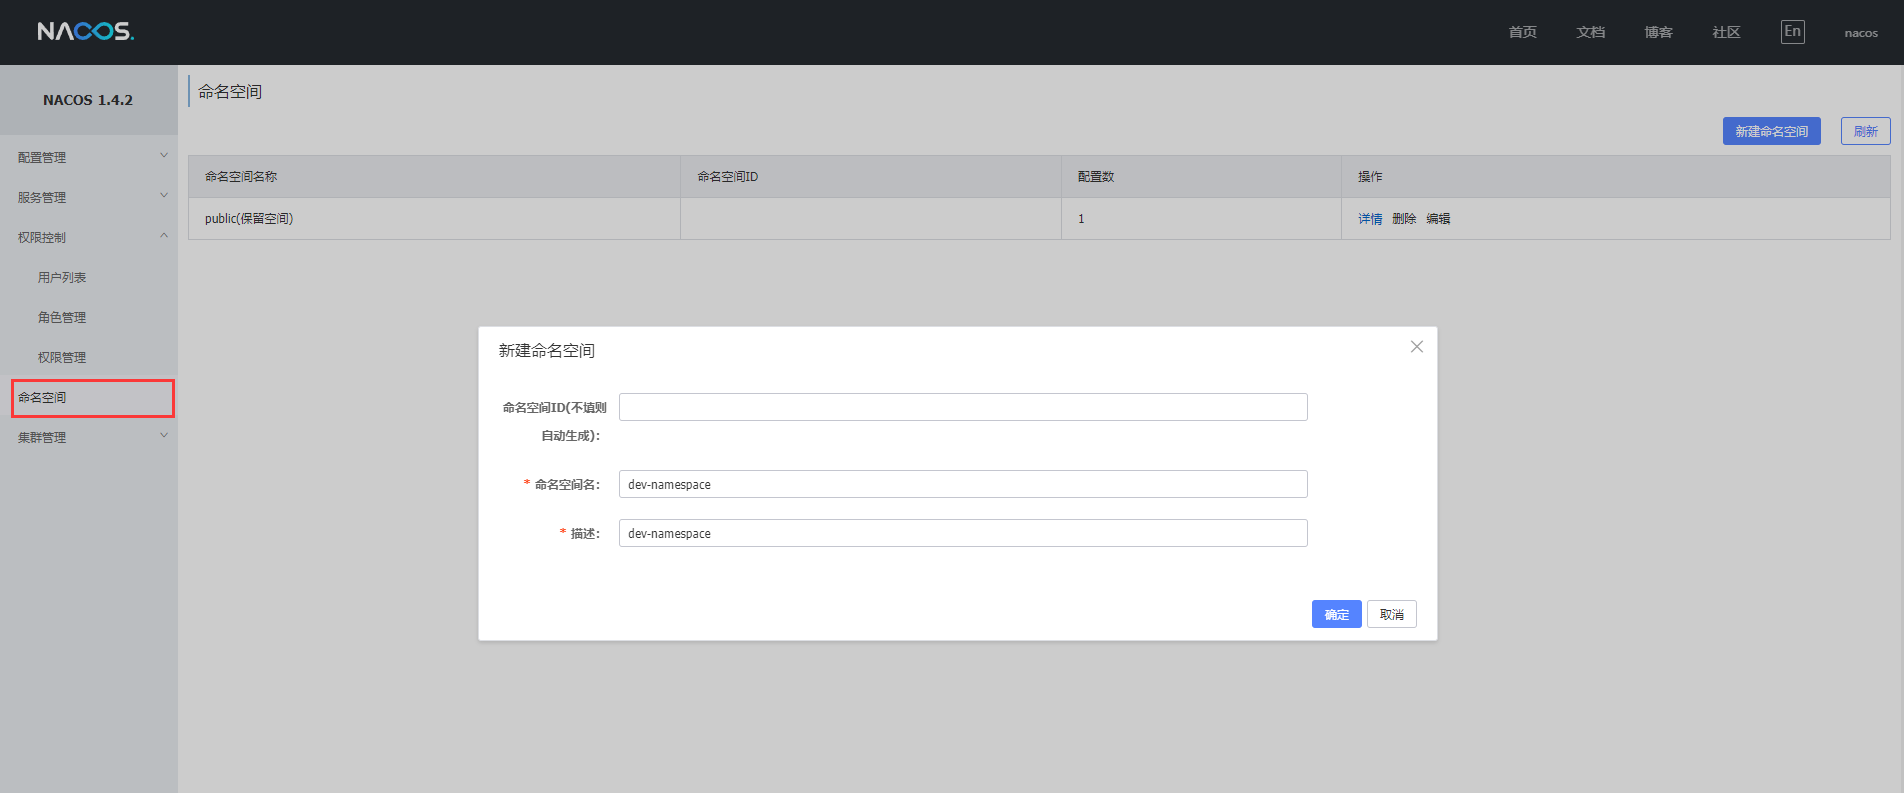 NACOS.
首页 文档 博客 社区 En nacos
NACOS 1.4.2
配置管理
服务管理
权限控制
用户列表
角色管理
权限管理
命名空间
集群管理
命名空间
新建命名空间 刷新
命名空间名称 命名空间ID 配置数 操作
public(保留空间) 1 详情 删除 编辑
新建命名空间
命名空间ID(不填则
自动生成):
* 命名空间名: dev-namespace
* 描述: dev-namespace
确定 取消